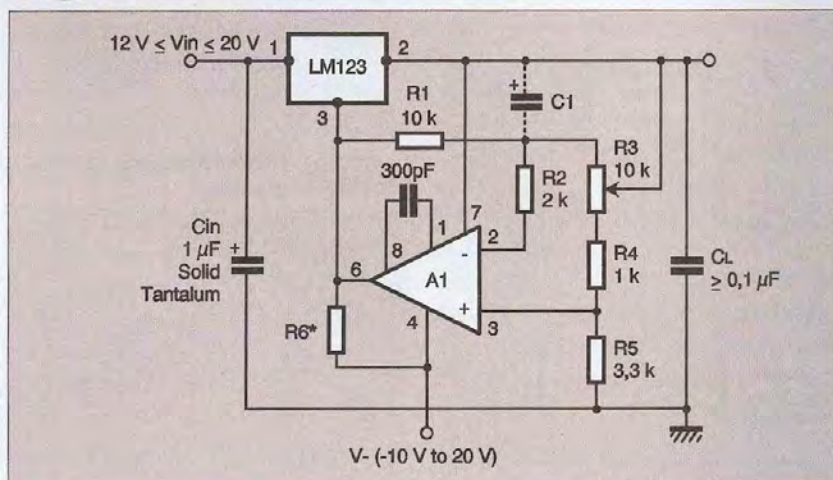 12 V ≤ Vin ≤ 20 V
1
LM123
2
3
R1
10 k
C1
+
300pF
R2
2 k
R3
10 k
7
1
8
2
-
Cin
1 µF
+
Solid
Tantalum
6
A1
R4
1 k
CL
≥ 0,1 µF
4
+
3
R6*
R5
3,3 k
V- (-10 V to 20 V)